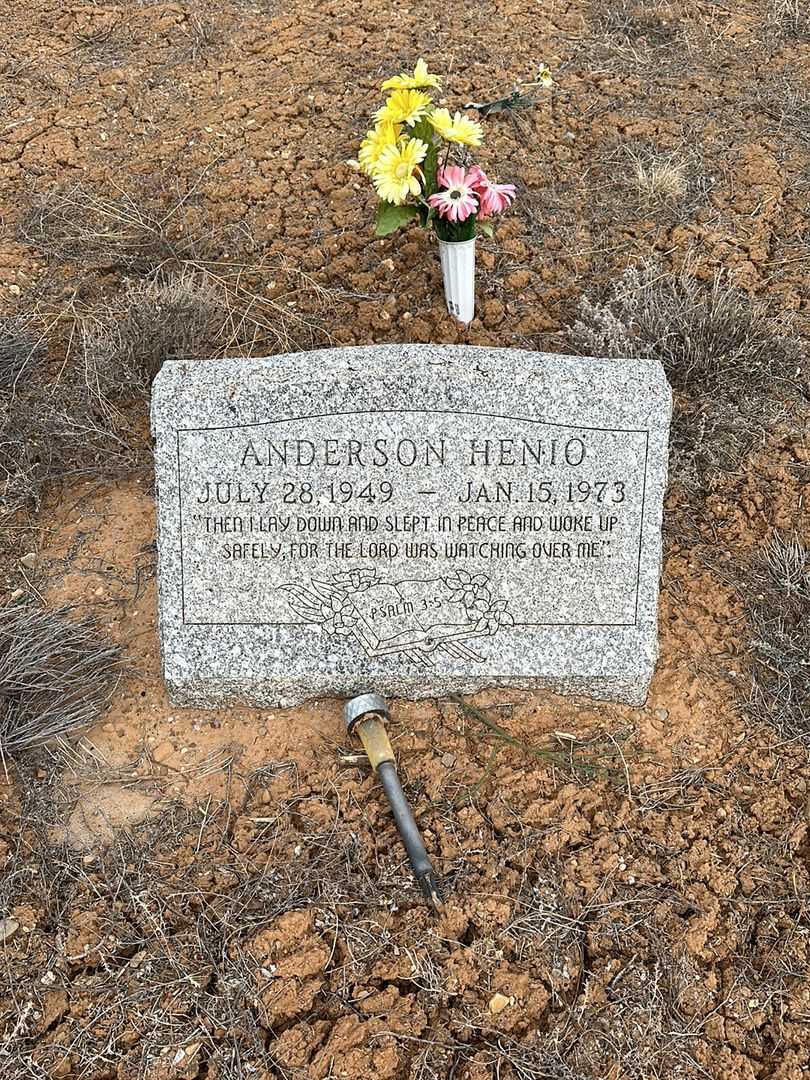 ANDERSON HENIO
JULY 28, 1949 — JAN. 15, 1973
"THEN I LAY DOWN AND SLEPT IN PEACE AND WOKE UP
SAFELY, FOR THE LORD WAS WATCHING OVER ME".
PSALM 3:5